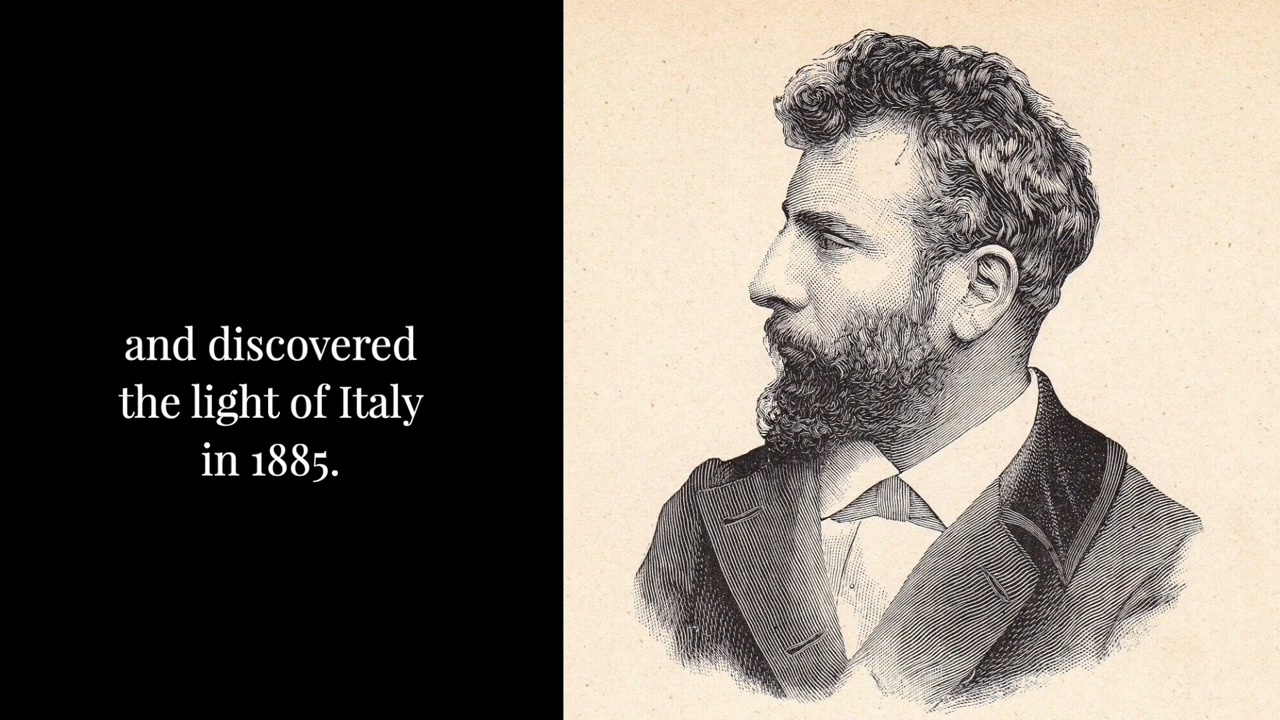 and discovered
the light of Italy
in 1885.